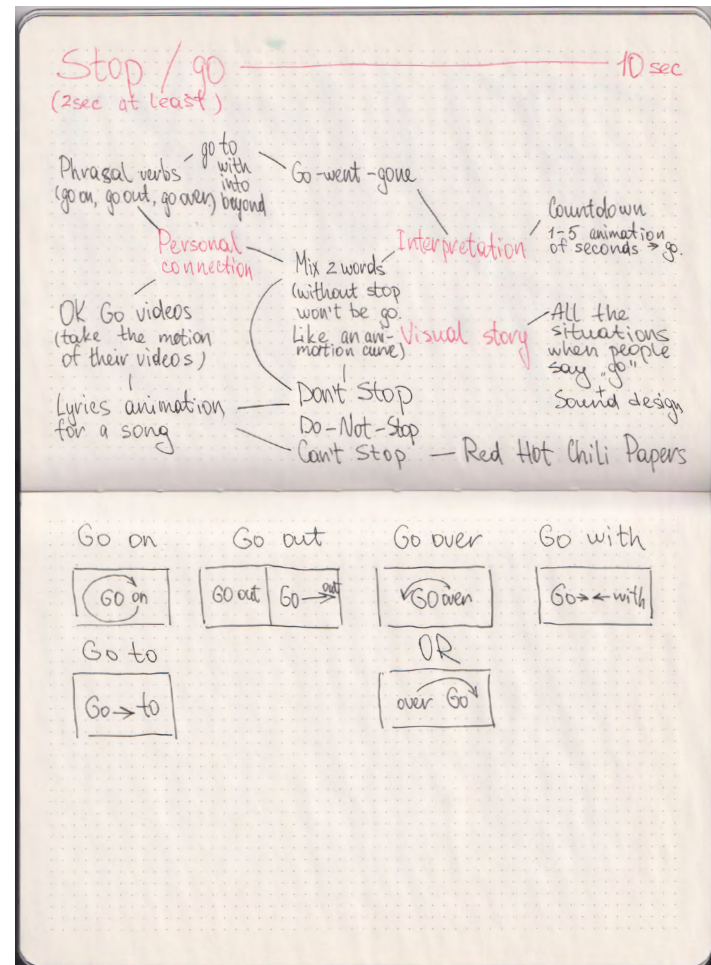 Stop / go
10 sec
(2sec at least)
Phrasal verbs
(go on, go out, go over)
go to
with
into
beyond
Go-went-gone
Personal
connection
Interpretation
Countdown
1-5 animation
of seconds → go.
Mix 2 words
(without stop
won't be go.
Like an ani-
motion curve)
OK Go videos
(take the motion
of their videos)
Visual story
All the
situations
when people
say „go"
+
Sound design
Lyrics animation
for a song
Don't Stop
Do-Not-Stop
Can't Stop — Red Hot Chili Papers
Go on
Go out
Go over
Go with
Go on
GO out
Go → out
GO over
Go →← with
Go to
OR
Go → to
over Go